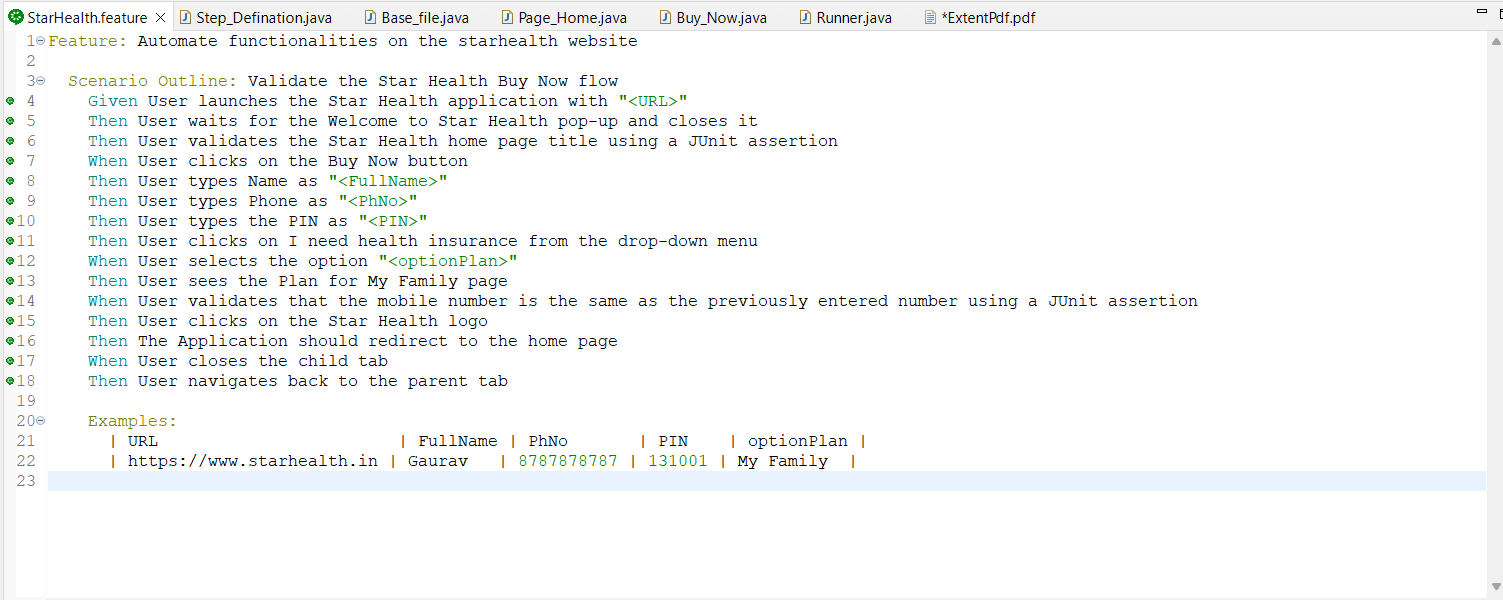 StarHealth.feature Step_Defination.java Base_file.java Page_Home.java Buy_Now.java Runner.java *ExtentPdf.pdf
1 Feature: Automate functionalities on the starhealth website
2
3 Scenario Outline: Validate the Star Health Buy Now flow
4 Given User launches the Star Health application with "<URL>"
5 Then User waits for the Welcome to Star Health pop-up and closes it
6 Then User validates the Star Health home page title using a JUnit assertion
7 When User clicks on the Buy Now button
8 Then User types Name as "<FullName>"
9 Then User types Phone as "<PhNo>"
10 Then User types the PIN as "<PIN>"
11 Then User clicks on I need health insurance from the drop-down menu
12 When User selects the option "<optionPlan>"
13 Then User sees the Plan for My Family page
14 When User validates that the mobile number is the same as the previously entered number using a JUnit assertion
15 Then User clicks on the Star Health logo
16 Then The Application should redirect to the home page
17 When User closes the child tab
18 Then User navigates back to the parent tab
19
20 Examples:
21 | URL | FullName | PhNo | PIN | optionPlan |
22 | https://www.starhealth.in | Gaurav | 8787878787 | 131001 | My Family |
23